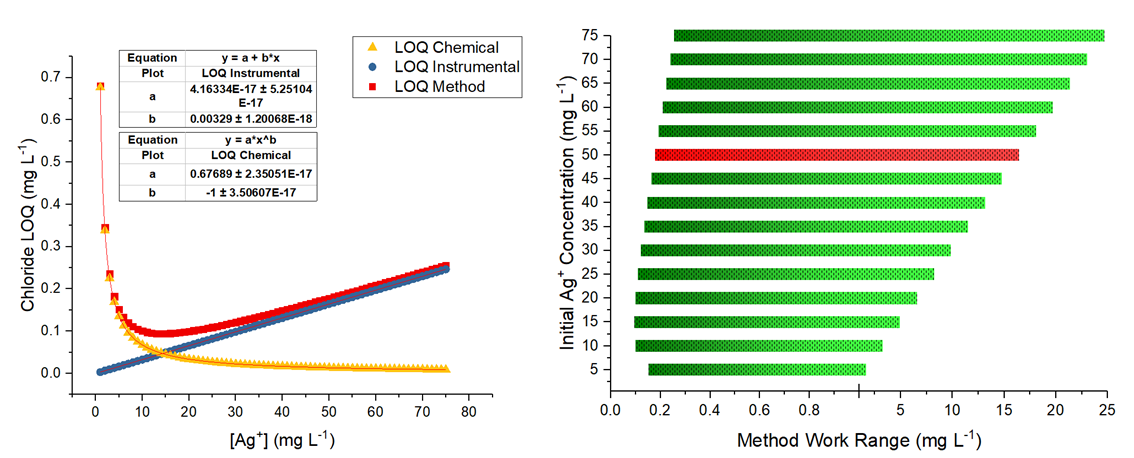 LOQ Chemical
LOQ Instrumental
LOQ Method
Equation y = a + b*x
Plot LOQ Instrumental
a 4.16334E-17 ± 5.25104
E-17
b 0.00329 ± 1.20068E-18
Equation y = a*x^b
Plot LOQ Chemical
a 0.67689 ± 2.35051E-17
b -1 ± 3.50607E-17
Chloride LOQ (mg L-1)
0.7
0.6
0.5
0.4
0.3
0.2
0.1
0.0
0 10 20 30 40 50 60 70 80
[Ag+] (mg L-1)
Initial Ag+ Concentration (mg L-1)
75
70
65
60
55
50
45
40
35
30
25
20
15
10
5
0.0 0.2 0.4 0.6 0.8 5 10 15 20 25
Method Work Range (mg L-1)